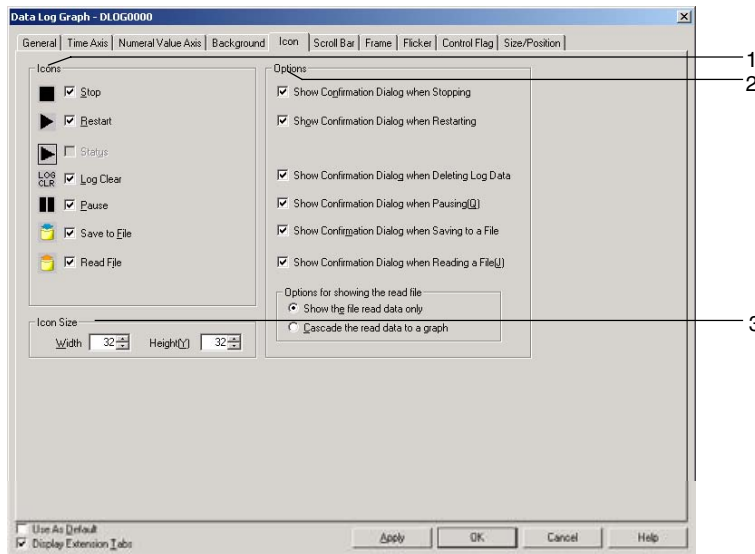 Data Log Graph - DLOG0000
General Time Axis Numeral Value Axis Background Icon Scroll Bar Frame Flicker Control Flag Size/Position
Icons
Stop
Restart
Status
LOG CLR Log Clear
Pause
Save to File
Read File
Icon Size
Width 32 Height(Y) 32
Options
Show Confirmation Dialog when Stopping
Show Confirmation Dialog when Restarting
Show Confirmation Dialog when Deleting Log Data
Show Confirmation Dialog when Pausing(Q)
Show Confirmation Dialog when Saving to a File
Show Confirmation Dialog when Reading a File(J)
Options for showing the read file
Show the file read data only
Cascade the read data to a graph
1
2
3
Use As Default
Display Extension Tabs
Apply OK Cancel Help